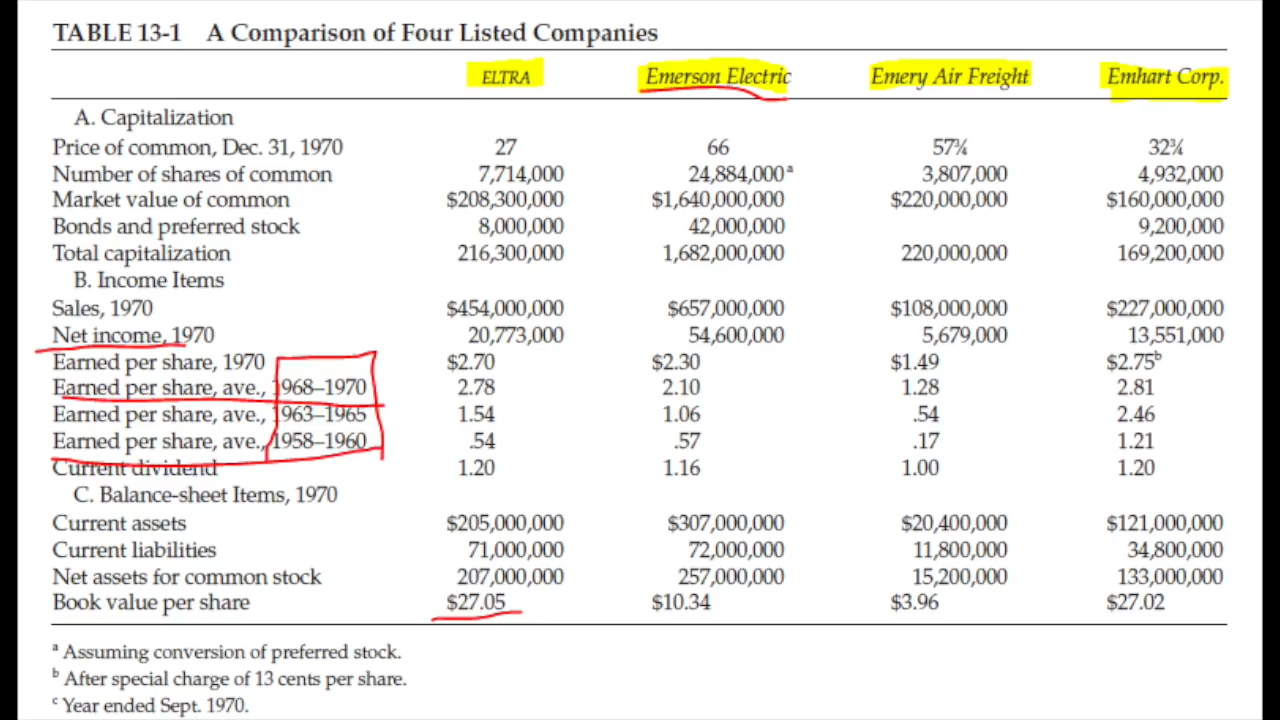 TABLE 13-1 A Comparison of Four Listed Companies
ELTRA Emerson Electric Emery Air Freight Emhart Corp.
A. Capitalization
Price of common, Dec. 31, 1970 27 66 57¾ 32¾
Number of shares of common 7,714,000 24,884,000ᵃ 3,807,000 4,932,000
Market value of common $208,300,000 $1,640,000,000 $220,000,000 $160,000,000
Bonds and preferred stock 8,000,000 42,000,000 9,200,000
Total capitalization 216,300,000 1,682,000,000 220,000,000 169,200,000
B. Income Items
Sales, 1970 $454,000,000 $657,000,000 $108,000,000 $227,000,000
Net income, 1970 20,773,000 54,600,000 5,679,000 13,551,000
Earned per share, 1970 $2.70 $2.30 $1.49 $2.75ᵇ
Earned per share, ave., 1968–1970 2.78 2.10 1.28 2.81
Earned per share, ave., 1963–1965 1.54 1.06 .54 2.46
Earned per share, ave., 1958–1960 .54 .57 .17 1.21
Current dividend 1.20 1.16 1.00 1.20
C. Balance-sheet Items, 1970
Current assets $205,000,000 $307,000,000 $20,400,000 $121,000,000
Current liabilities 71,000,000 72,000,000 11,800,000 34,800,000
Net assets for common stock 207,000,000 257,000,000 15,200,000 133,000,000
Book value per share $27.05 $10.34 $3.96 $27.02
ᵃ Assuming conversion of preferred stock.
ᵇ After special charge of 13 cents per share.
ᶜ Year ended Sept. 1970.